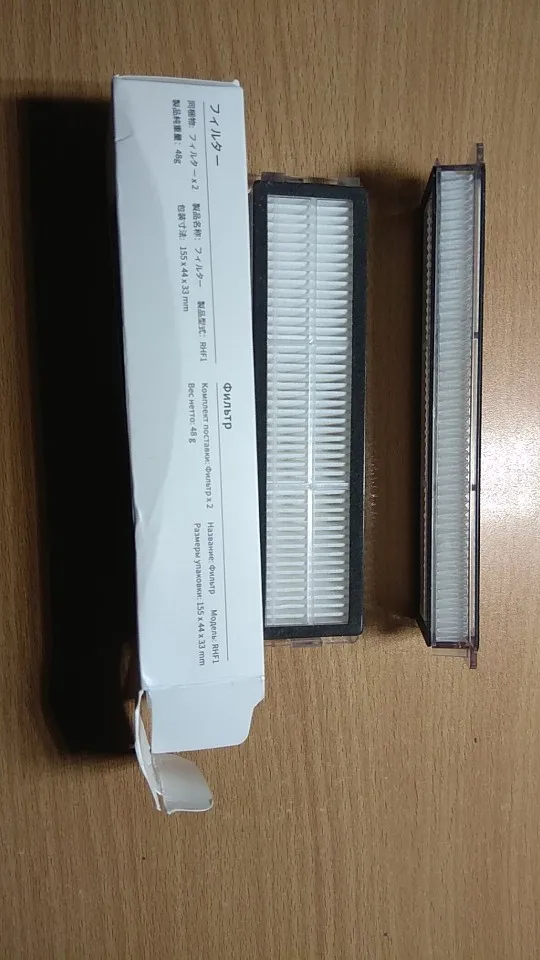 フィルター
同梱物: フィルター x 2 製品名称: フィルター 製品型式: RHF1
製品純重量: 48g 包装寸法: 155 x 44 x 33 mm
Фильтр
Комплект поставки: Фильтр x 2 Название: Фильтр Модель: RHF1
Вес нетто: 48 g Размеры упаковки: 155 x 44 x 33 mm